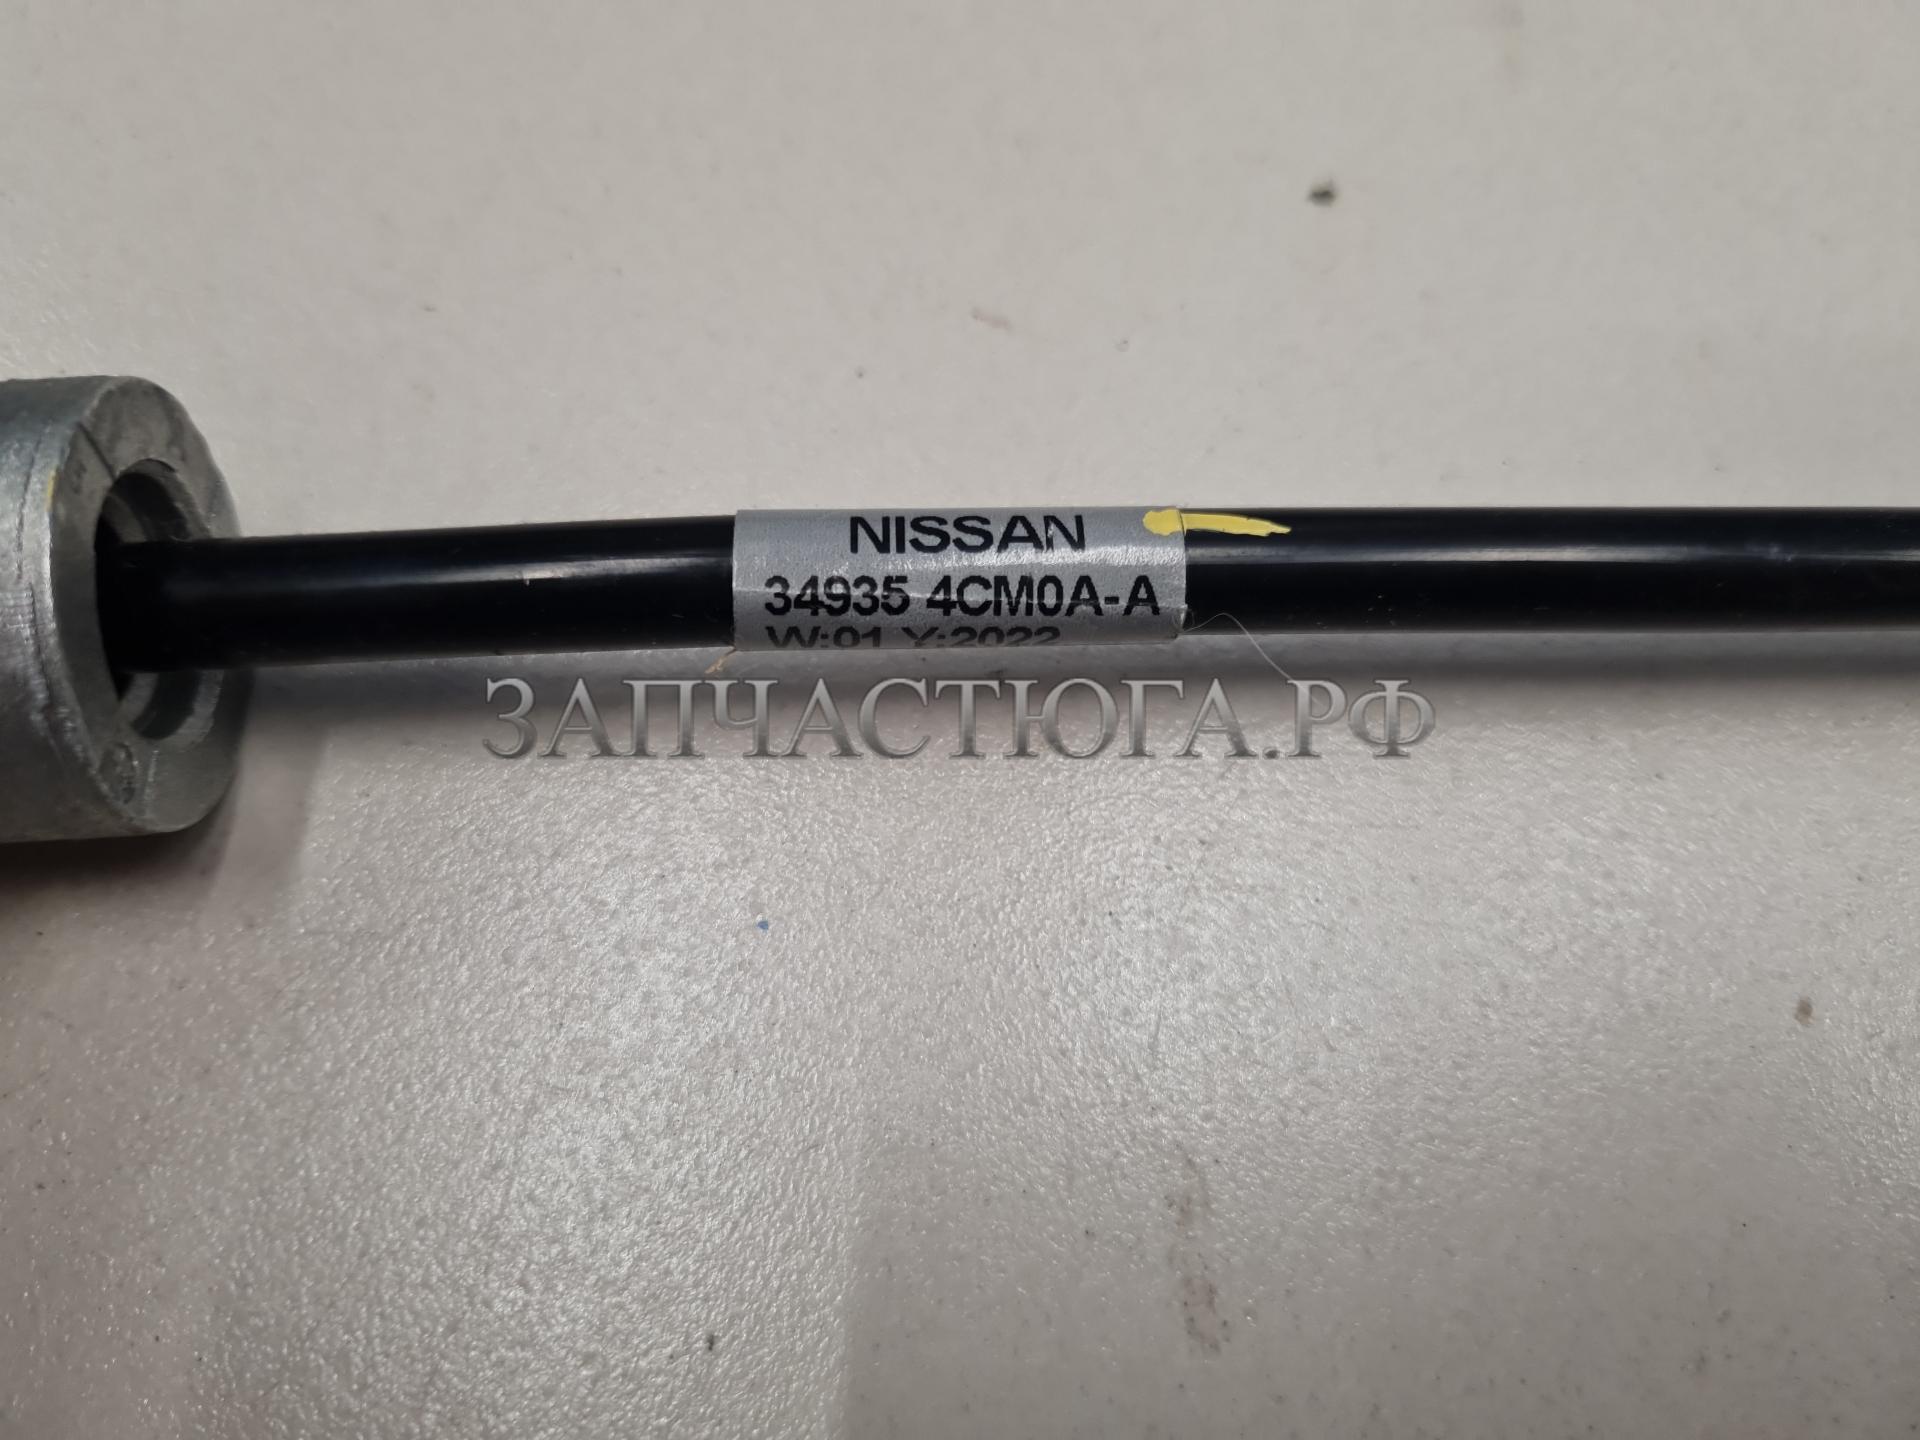 NISSAN
34935 4CM0A-A
W:01 Y:2022
ЗАПЧАСТЮГА.РФ